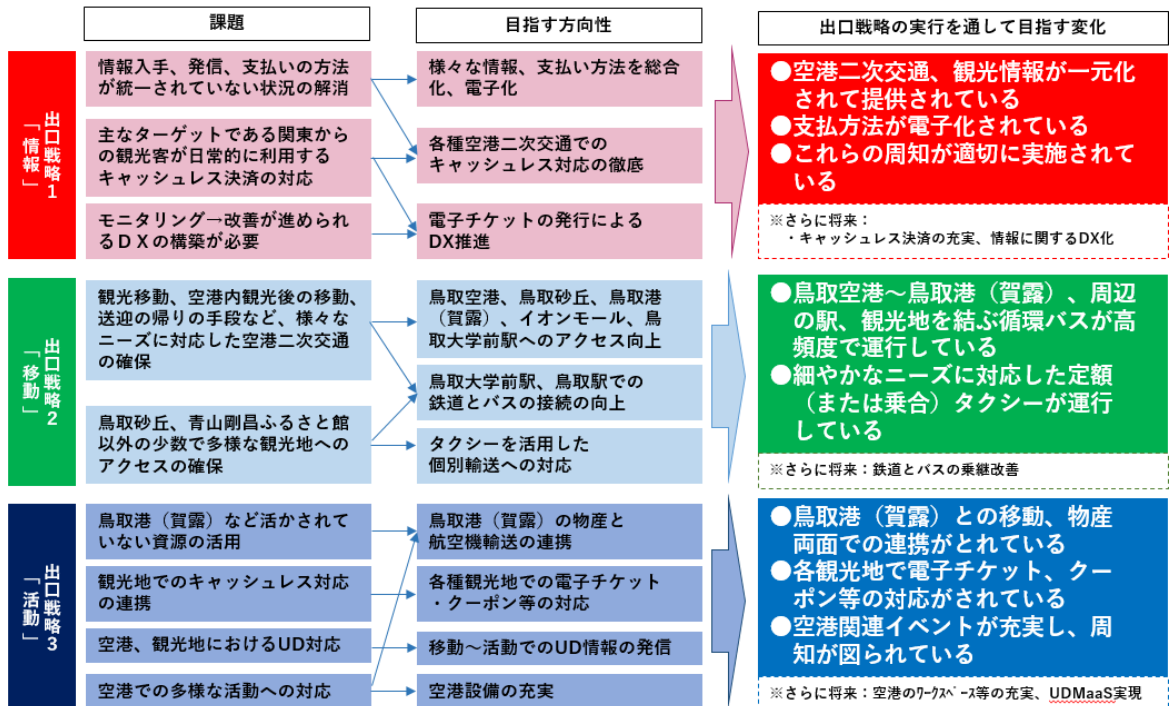 課題
目指す方向性
出口戦略の実行を通して目指す変化
出口戦略1
「情報」
情報入手、発信、支払いの方法
が統一されていない状況の解消
主なターゲットである関東から
の観光客が日常的に利用する
キャッシュレス決済の対応
モニタリング→改善が進められ
るDXの構築が必要
様々な情報、支払い方法を総合
化、電子化
各種空港二次交通での
キャッシュレス対応の徹底
電子チケットの発行による
DX推進
●空港二次交通、観光情報が一元化
されて提供されている
●支払方法が電子化されている
●これらの周知が適切に実施されて
いる
※さらに将来：
・キャッシュレス決済の充実、情報に関するDX化
出口戦略2
「移動」
観光移動、空港内観光後の移動、
送迎の帰りの手段など、様々な
ニーズに対応した空港二次交通
の確保
鳥取砂丘、青山剛昌ふるさと館
以外の少数で多様な観光地への
アクセスの確保
鳥取空港、鳥取砂丘、鳥取港
（賀露）、イオンモール、鳥
取大学前駅へのアクセス向上
鳥取大学前駅、鳥取駅での
鉄道とバスの接続の向上
タクシーを活用した
個別輸送への対応
●鳥取空港～鳥取港（賀露）、周辺
の駅、観光地を結ぶ循環バスが高
頻度で運行している
●細やかなニーズに対応した定額
（または乗合）タクシーが運行
している
※さらに将来：鉄道とバスの乗継改善
出口戦略3
「活動」
鳥取港（賀露）など活かされて
いない資源の活用
観光地でのキャッシュレス対応
の連携
空港、観光地におけるUD対応
空港での多様な活動への対応
鳥取港（賀露）の物産と
航空機輸送の連携
各種観光地での電子チケット
・クーポン等の対応
移動～活動でのUD情報の発信
空港設備の充実
●鳥取港（賀露）との移動、物産
両面での連携がとれている
●各観光地で電子チケット、クー
ポン等の対応がされている
●空港関連イベントが充実し、周
知が図られている
※さらに将来：空港のﾜｰｸｽﾍﾟｰｽ等の充実、UDMaaS実現